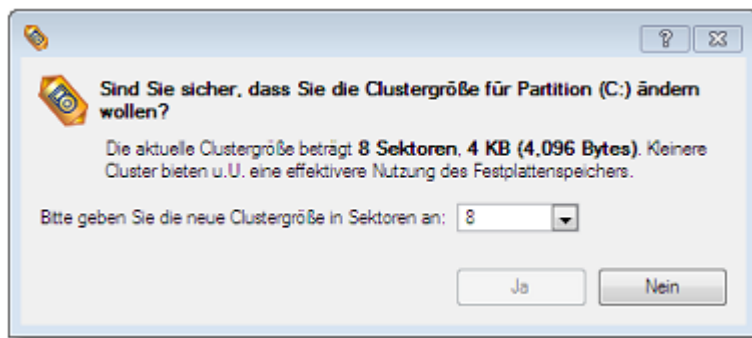 Sind Sie sicher, dass Sie die Clustergröße für Partition (C:) ändern
wollen?
Die aktuelle Clustergröße beträgt 8 Sektoren, 4 KB (4,096 Bytes). Kleinere
Cluster bieten u.U. eine effektivere Nutzung des Festplattenspeichers.
Bitte geben Sie die neue Clustergröße in Sektoren an: 8
Ja Nein